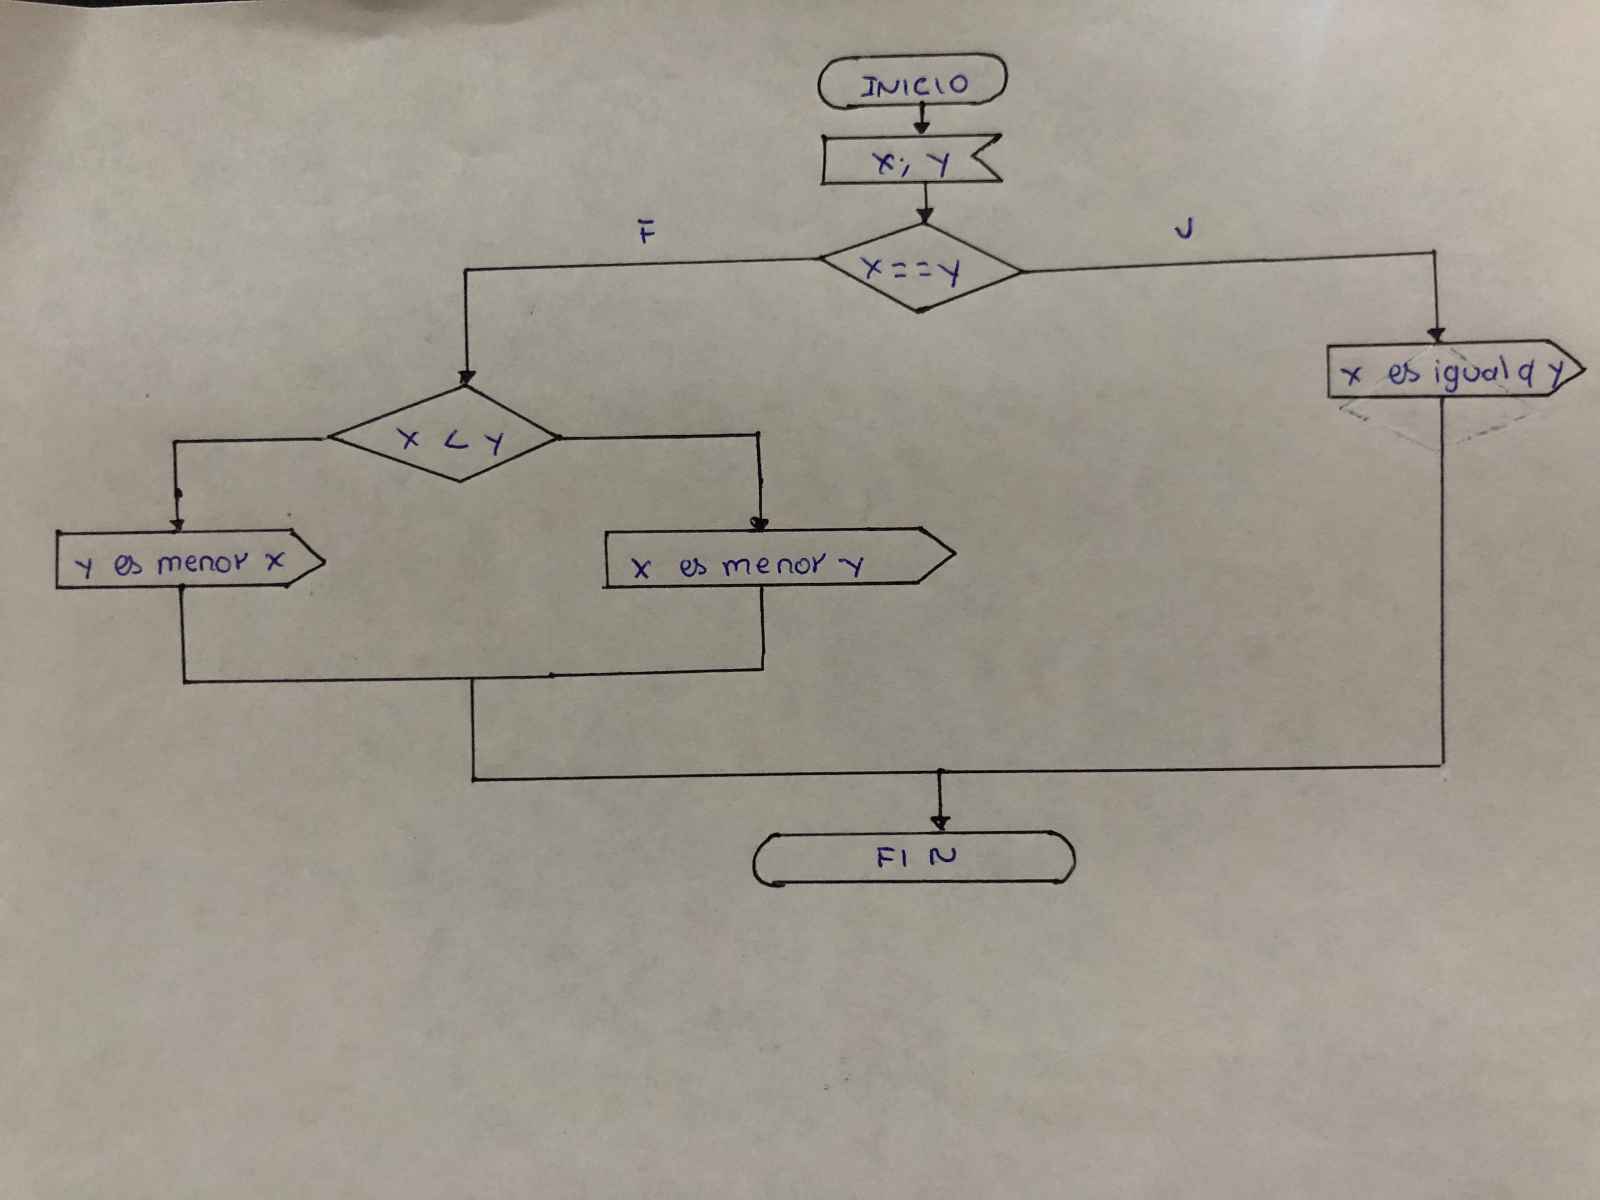 INICIO
x; y
F
V
x==y
x es igual a y
x < y
y es menor x
x es menor y
FIN